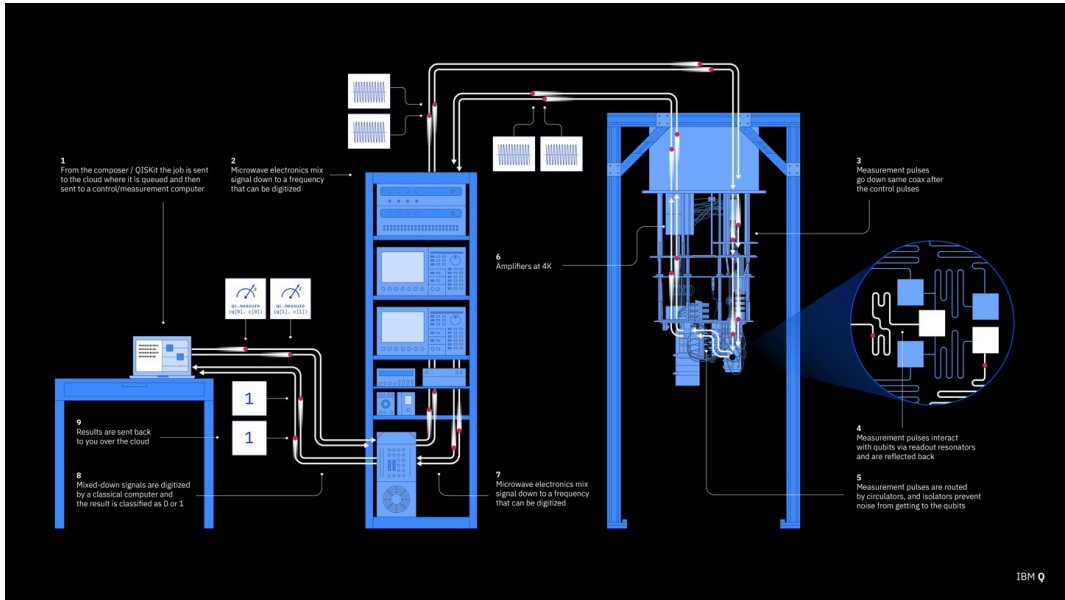 1
From the composer / QISKit the job is sent
to the cloud where it is queued and then
sent to a control/measurement computer
2
Microwave electronics mix
signal down to a frequency
that can be digitized
3
Measurement pulses
go down same coax after
the control pulses
6
Amplifiers at 4K
qc.measure
(q[0], c[0])
qc.measure
(q[1], c[1])
1
1
9
Results are sent back
to you over the cloud
8
Mixed-down signals are digitized
by a classical computer and
the result is classified as 0 or 1
7
Microwave electronics mix
signal down to a frequency
that can be digitized
4
Measurement pulses interact
with qubits via readout resonators
and are reflected back
5
Measurement pulses are routed
by circulators, and isolators prevent
noise from getting to the qubits
IBM Q